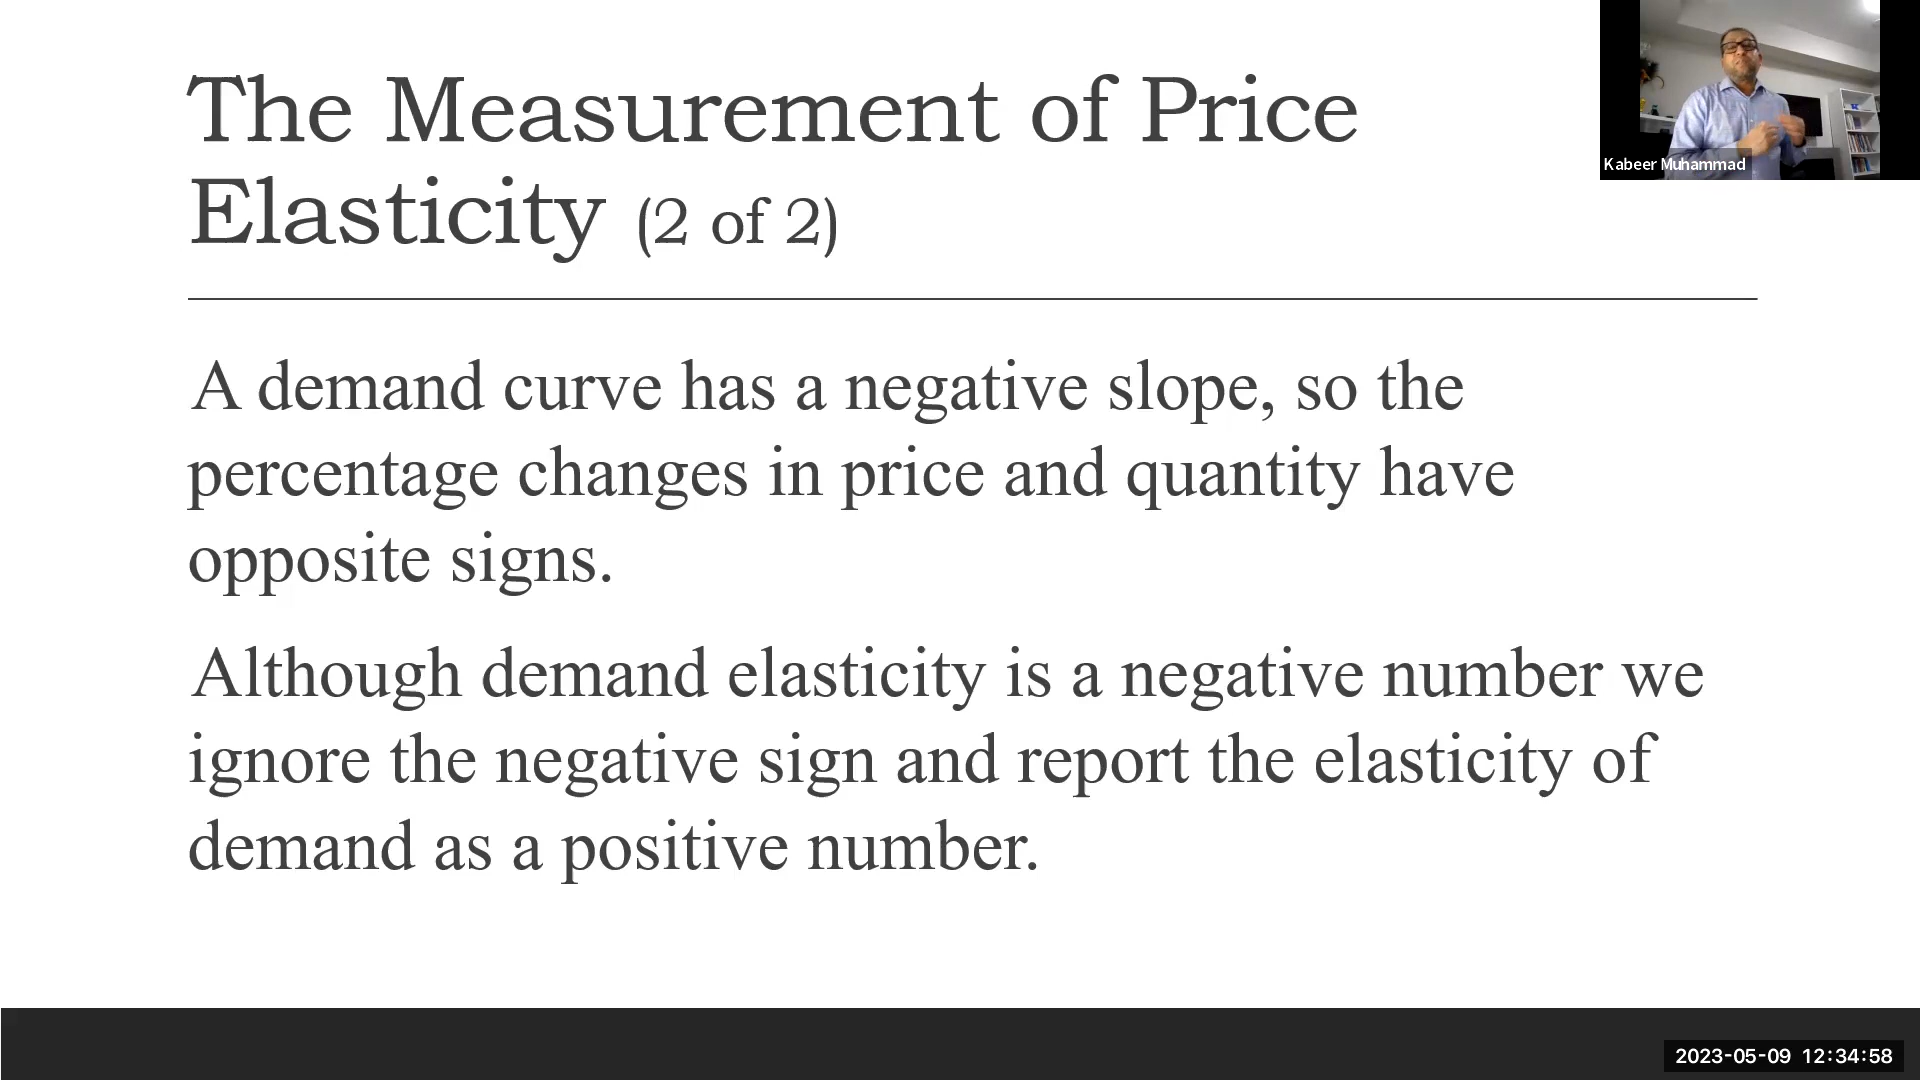 The Measurement of Price
Elasticity (2 of 2)
Kabeer Muhammad
A demand curve has a negative slope, so the
percentage changes in price and quantity have
opposite signs.
Although demand elasticity is a negative number we
ignore the negative sign and report the elasticity of
demand as a positive number.
2023-05-09 12:34:58